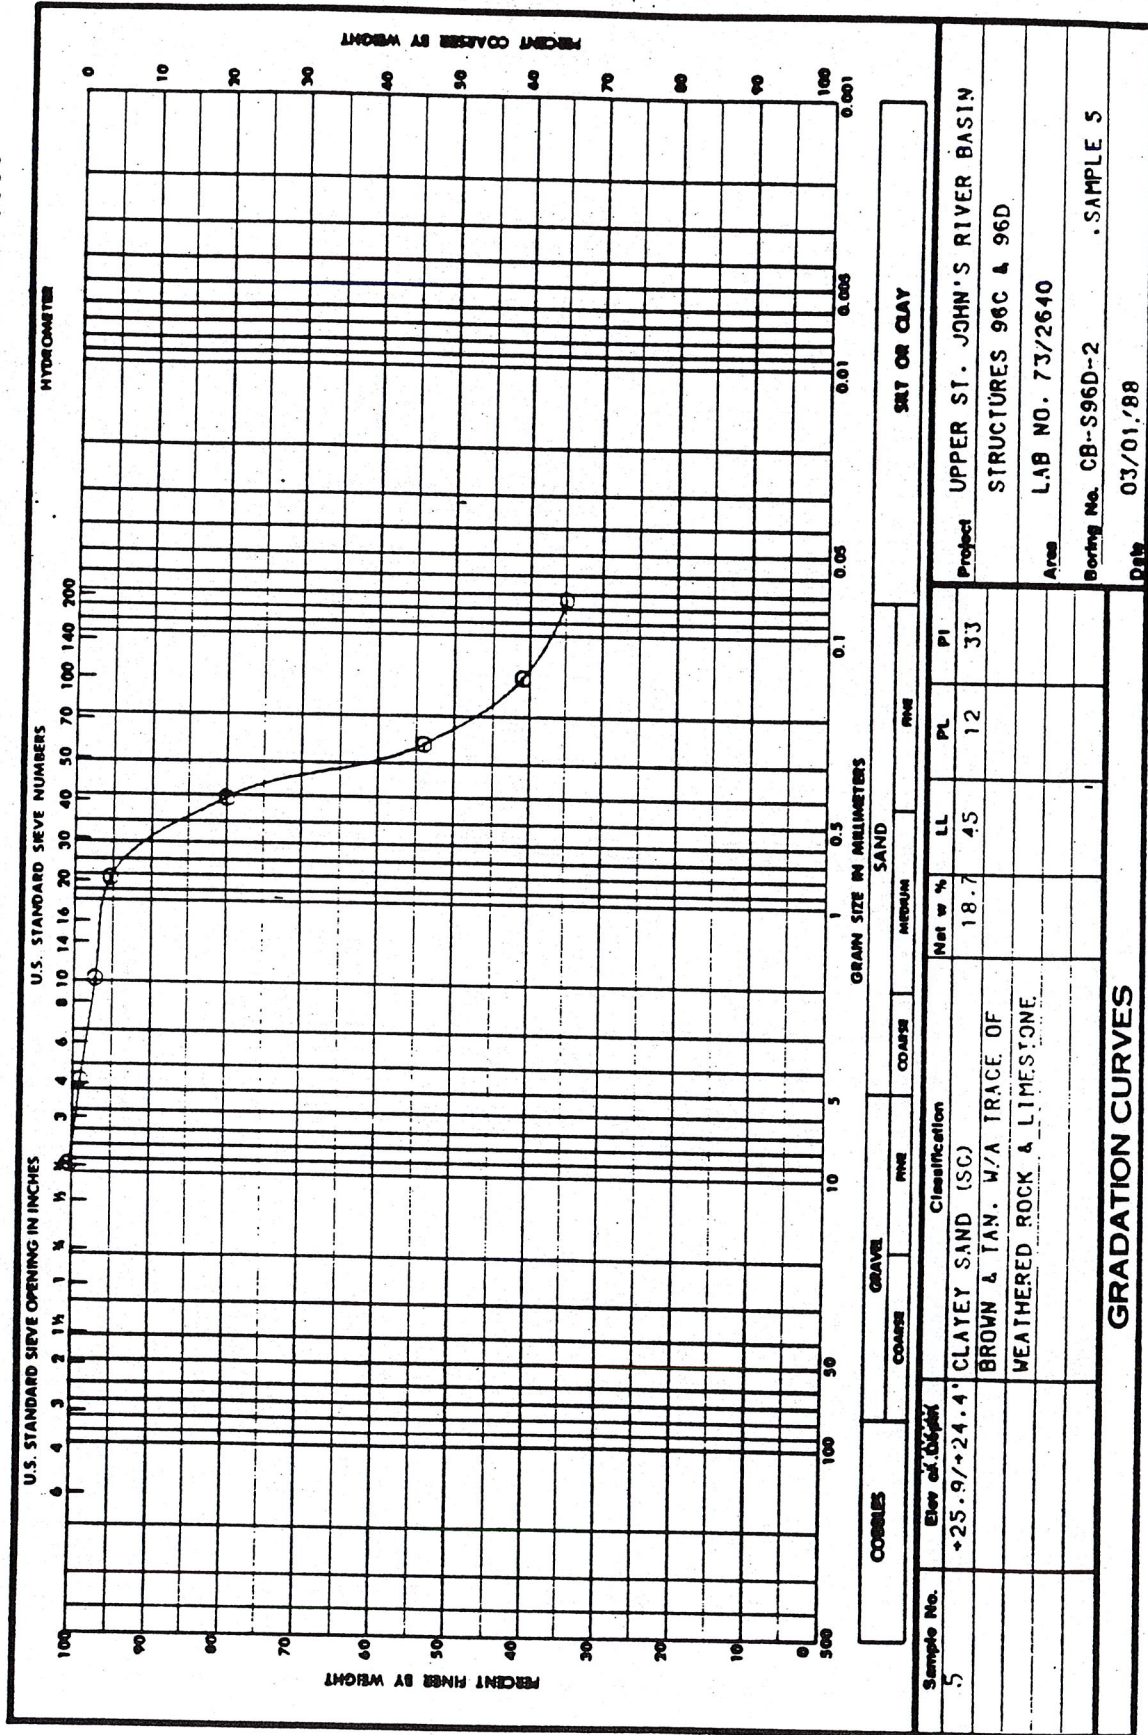 U.S. STANDARD SIEVE OPENING IN INCHES
U.S. STANDARD SIEVE NUMBERS
HYDROMETER
6 4 3 2 1½ 1 ¾ ½ ⅜ 3 4 6 8 10 14 16 20 30 40 50 70 100 140 200
PERCENT FINER BY WEIGHT
100
90
80
70
60
50
40
30
20
10
0
PERCENT COARSER BY WEIGHT
0
10
20
30
40
50
60
70
80
90
100
500 100 50 10 5 1 0.5 0.1 0.05 0.01 0.005 0.001
GRAIN SIZE IN MILLIMETERS
COBBLES
GRAVEL
COARSE
FINE
SAND
COARSE
MEDIUM
FINE
SILT OR CLAY
Sample No.
Elev or Depth
Classification
Nat w %
LL
PL
PI
5
+25.9/+24.4'
CLAYEY SAND (SC)
18.7
45
12
33
BROWN & TAN. W/A TRACE OF
WEATHERED ROCK & LIMESTONE
Project UPPER ST. JOHN'S RIVER BASIN
STRUCTURES 96C & 96D
Area LAB NO. 73/2640
Boring No. CB-S96D-2 .SAMPLE 5
Date 03/01/88
GRADATION CURVES